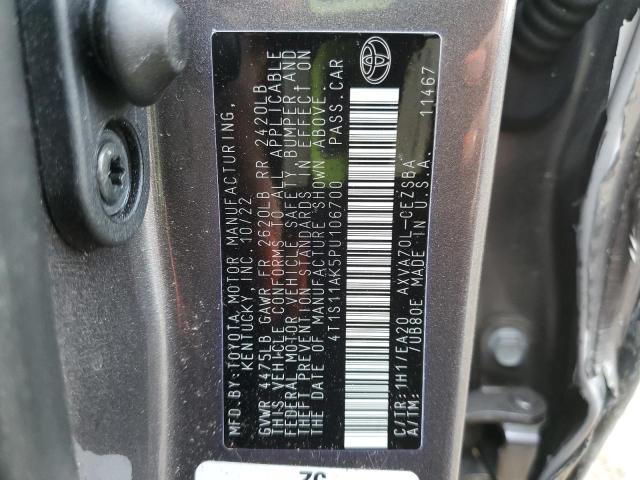 MFD.BY:TOYOTA MOTOR MANUFACTURING,
KENTUCKY, INC. 10/22
GVWR 4475LB GAWR FR 2620LB RR 2420LB
THIS VEHICLE CONFORMS TO ALL APPLICABLE
FEDERAL MOTOR VEHICLE SAFETY, BUMPER AND
THEFT PREVENTION STANDARDS IN EFFECT ON
THE DATE OF MANUFACTURE SHOWN ABOVE.
4T1S11AK5PU106700 PASS.CAR
C/TR:1H17/EA20 AXVA70L-CEZSBA
A/TM: 7UB80E MADE IN U.S.A. 11467